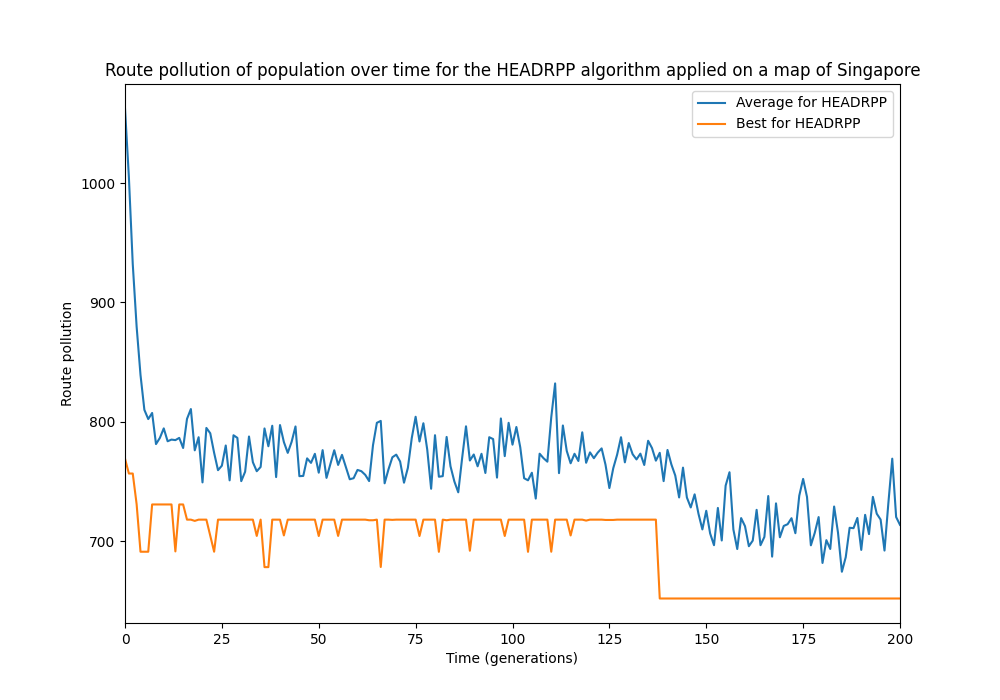 Route pollution of population over time for the HEADRPP algorithm applied on a map of Singapore
Average for HEADRPP
Best for HEADRPP
1000
900
800
700
Route pollution
0 25 50 75 100 125 150 175 200
Time (generations)